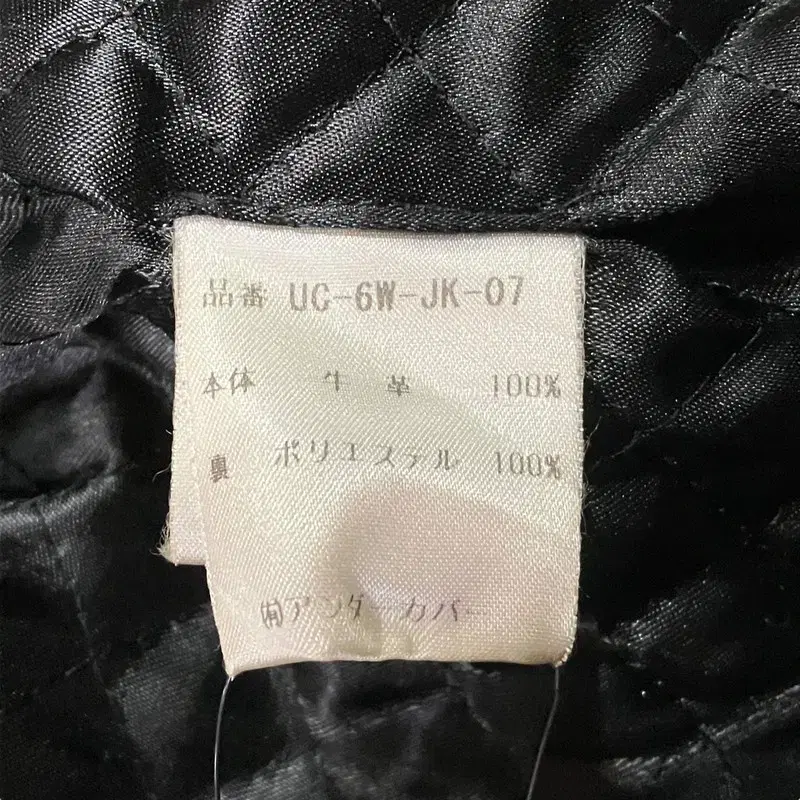 品番 UC-6W-JK-07
本体 牛革 100%
裏 ポリエステル 100%
㈲アンダーカバー